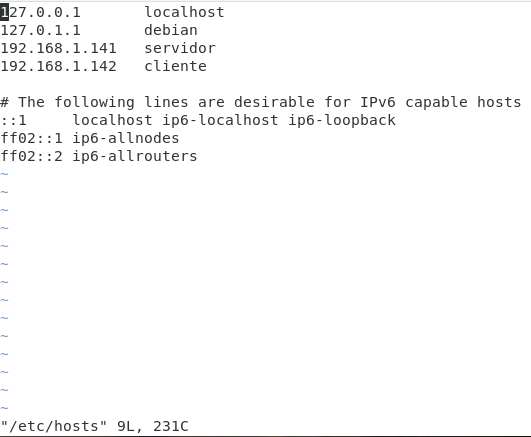 127.0.0.1       localhost
127.0.1.1       debian
192.168.1.141   servidor
192.168.1.142   cliente

# The following lines are desirable for IPv6 capable hosts
::1     localhost ip6-localhost ip6-loopback
ff02::1 ip6-allnodes
ff02::2 ip6-allrouters
~
~
~
~
~
~
~
~
~
~
~
~
~
~
"/etc/hosts" 9L, 231C